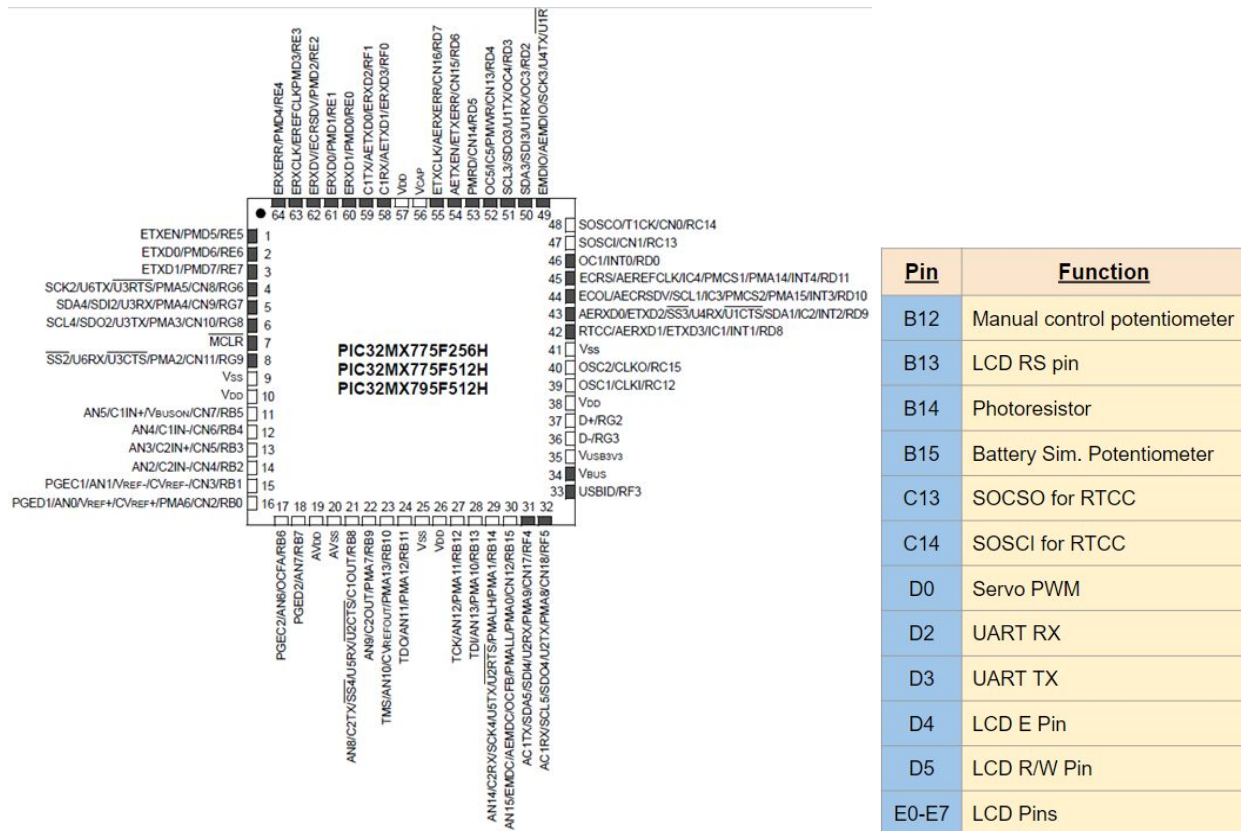 ERXERR/PMD4/RE4
ERXCLK/EREFCLKPMD3/RE3
ERXDV/ECRSDV/PMD2/RE2
ERXD0/PMD1/RE1
ERXD1/PMD0/RE0
C1TX/AETXD0/ERXD2/RF1
C1RX/AETXD1/ERXD3/RF0
VDD
VCAP
ETXCLK/AERXERR/CN16/RD7
AETXEN/ETXERR/CN15/RD6
PMRD/CN14/RD5
OC5/IC5/PMWR/CN13/RD4
SCL3/SDO3/U1TX/OC4/RD3
SDA3/SDI3/U1RX/OC3/RD2
EMDIO/AEMDIO/SCK3/U4TX/U1R
64 63 62 61 60 59 58 57 56 55 54 53 52 51 50 49
ETXEN/PMD5/RE5 1
ETXD0/PMD6/RE6 2
ETXD1/PMD7/RE7 3
SCK2/U6TX/U3RTS/PMA5/CN8/RG6 4
SDA4/SDI2/U3RX/PMA4/CN9/RG7 5
SCL4/SDO2/U3TX/PMA3/CN10/RG8 6
MCLR 7
SS2/U6RX/U3CTS/PMA2/CN11/RG9 8
VSS 9
VDD 10
AN5/C1IN+/VBUSON/CN7/RB5 11
AN4/C1IN-/CN6/RB4 12
AN3/C2IN+/CN5/RB3 13
AN2/C2IN-/CN4/RB2 14
PGEC1/AN1/VREF-/CVREF-/CN3/RB1 15
PGED1/AN0/VREF+/CVREF+/PMA6/CN2/RB0 16
PIC32MX775F256H
PIC32MX775F512H
PIC32MX795F512H
48 SOSCO/T1CK/CN0/RC14
47 SOSCI/CN1/RC13
46 OC1/INT0/RD0
45 ECRS/AEREFCLK/IC4/PMCS1/PMA14/INT4/RD11
44 ECOL/AECRSDV/SCL1/IC3/PMCS2/PMA15/INT3/RD10
43 AERXD0/ETXD2/SS3/U4RX/U1CTS/SDA1/IC2/INT2/RD9
42 RTCC/AERXD1/ETXD3/IC1/INT1/RD8
41 Vss
40 OSC2/CLKO/RC15
39 OSC1/CLKI/RC12
38 VDD
37 D+/RG2
36 D-/RG3
35 VUSB3V3
34 VBUS
33 USBID/RF3
17 18 19 20 21 22 23 24 25 26 27 28 29 30 31 32
PGEC2/AN6/OCFA/RB6
PGED2/AN7/RB7
AVDD
AVSS
AN8/C2TX/SS4/U5RX/U2CTS/C1OUT/RB8
AN9/C2OUT/PMA7/RB9
TMS/AN10/CVREFOUT/PMA13/RB10
TDO/AN11/PMA12/RB11
VSS
VDD
TCK/AN12/PMA11/RB12
TDI/AN13/PMA10/RB13
AN14/C2RX/SCK4/U5TX/U2RTS/PMALH/PMA1/RB14
AN15/EMDC/AEMDC/OCFB/PMALL/PMA0/CN12/RB15
AC1TX/SDA5/SDI4/U2RX/PMA9/CN17/RF4
AC1RX/SCL5/SDO4/U2TX/PMA8/CN18/RF5
Pin Function
B12 Manual control potentiometer
B13 LCD RS pin
B14 Photoresistor
B15 Battery Sim. Potentiometer
C13 SOCSO for RTCC
C14 SOSCI for RTCC
D0 Servo PWM
D2 UART RX
D3 UART TX
D4 LCD E Pin
D5 LCD R/W Pin
E0-E7 LCD Pins